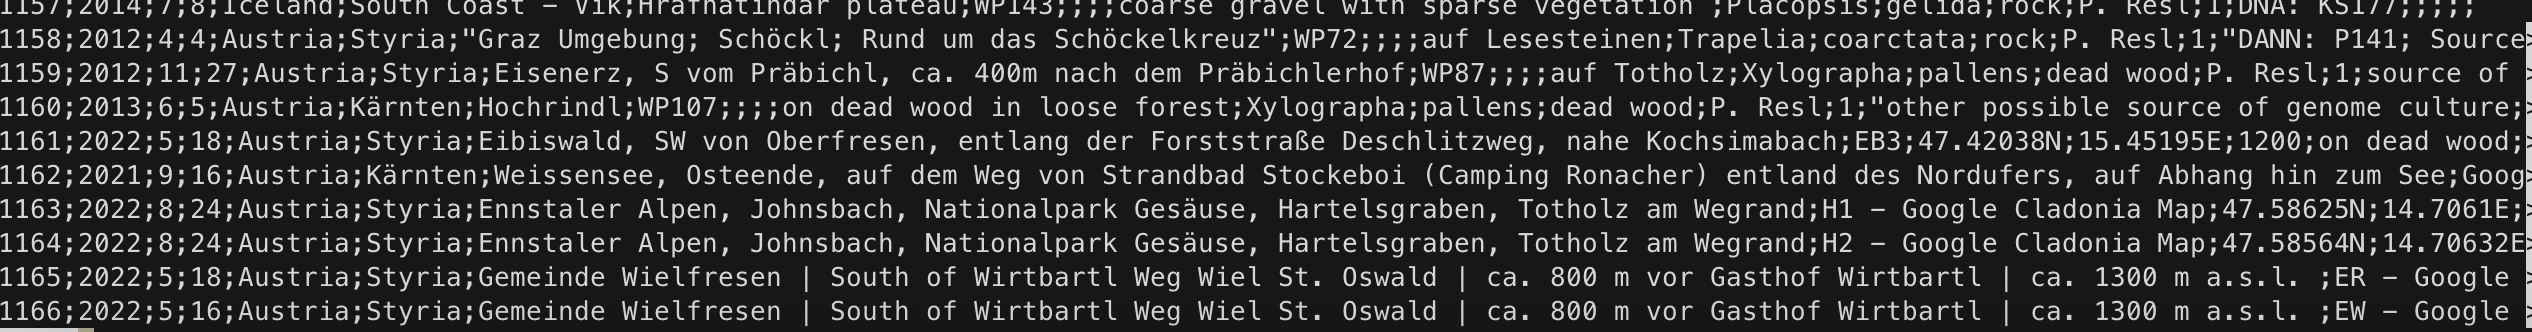 1157;2014;7;8;Iceland;South Coast – Vik;Hrafnatindar plateau;WP143;;;;coarse gravel with sparse vegetation ;Placopsis;gelida;rock;P. Resl;1;DNA: KS177;;;;;
1158;2012;4;4;Austria;Styria;"Graz Umgebung; Schöckl; Rund um das Schöckelkreuz";WP72;;;;auf Lesesteinen;Trapelia;coarctata;rock;P. Resl;1;"DANN: P141; Source>
1159;2012;11;27;Austria;Styria;Eisenerz, S vom Präbichl, ca. 400m nach dem Präbichlerhof;WP87;;;;auf Totholz;Xylographa;pallens;dead wood;P. Resl;1;source of >
1160;2013;6;5;Austria;Kärnten;Hochrindl;WP107;;;;on dead wood in loose forest;Xylographa;pallens;dead wood;P. Resl;1;"other possible source of genome culture;>
1161;2022;5;18;Austria;Styria;Eibiswald, SW von Oberfresen, entlang der Forststraße Deschlitzweg, nahe Kochsimabach;EB3;47.42038N;15.45195E;1200;on dead wood;>
1162;2021;9;16;Austria;Kärnten;Weissensee, Osteende, auf dem Weg von Strandbad Stockeboi (Camping Ronacher) entland des Nordufers, auf Abhang hin zum See;Goog>
1163;2022;8;24;Austria;Styria;Ennstaler Alpen, Johnsbach, Nationalpark Gesäuse, Hartelsgraben, Totholz am Wegrand;H1 – Google Cladonia Map;47.58625N;14.7061E;>
1164;2022;8;24;Austria;Styria;Ennstaler Alpen, Johnsbach, Nationalpark Gesäuse, Hartelsgraben, Totholz am Wegrand;H2 – Google Cladonia Map;47.58564N;14.70632E>
1165;2022;5;18;Austria;Styria;Gemeinde Wielfresen | South of Wirtbartl Weg Wiel St. Oswald | ca. 800 m vor Gasthof Wirtbartl | ca. 1300 m a.s.l. ;ER – Google >
1166;2022;5;16;Austria;Styria;Gemeinde Wielfresen | South of Wirtbartl Weg Wiel St. Oswald | ca. 800 m vor Gasthof Wirtbartl | ca. 1300 m a.s.l. ;EW – Google >